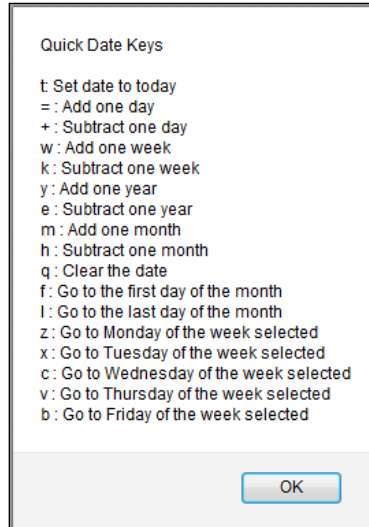 Quick Date Keys
t: Set date to today
= : Add one day
+ : Subtract one day
w : Add one week
k : Subtract one week
y : Add one year
e : Subtract one year
m : Add one month
h : Subtract one month
q : Clear the date
f : Go to the first day of the month
l : Go to the last day of the month
z : Go to Monday of the week selected
x : Go to Tuesday of the week selected
c : Go to Wednesday of the week selected
v : Go to Thursday of the week selected
b : Go to Friday of the week selected
OK